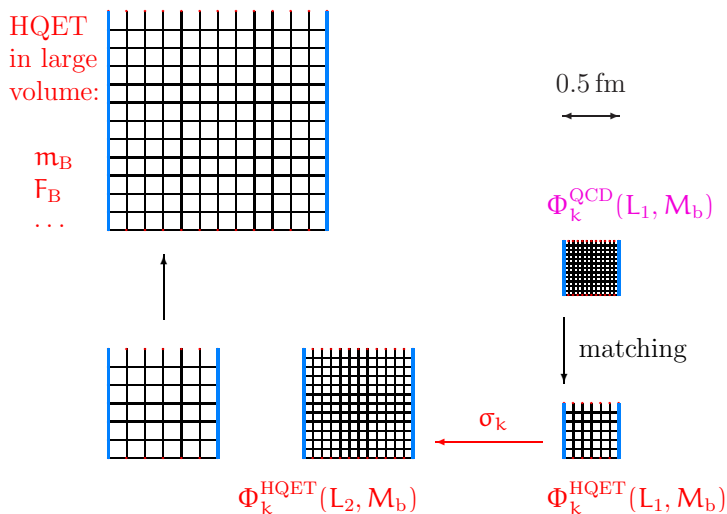 HQET
in large
volume:
m_B
F_B
...
0.5 fm
Φ_k^QCD(L_1, M_b)
matching
σ_k
Φ_k^HQET(L_2, M_b)
Φ_k^HQET(L_1, M_b)